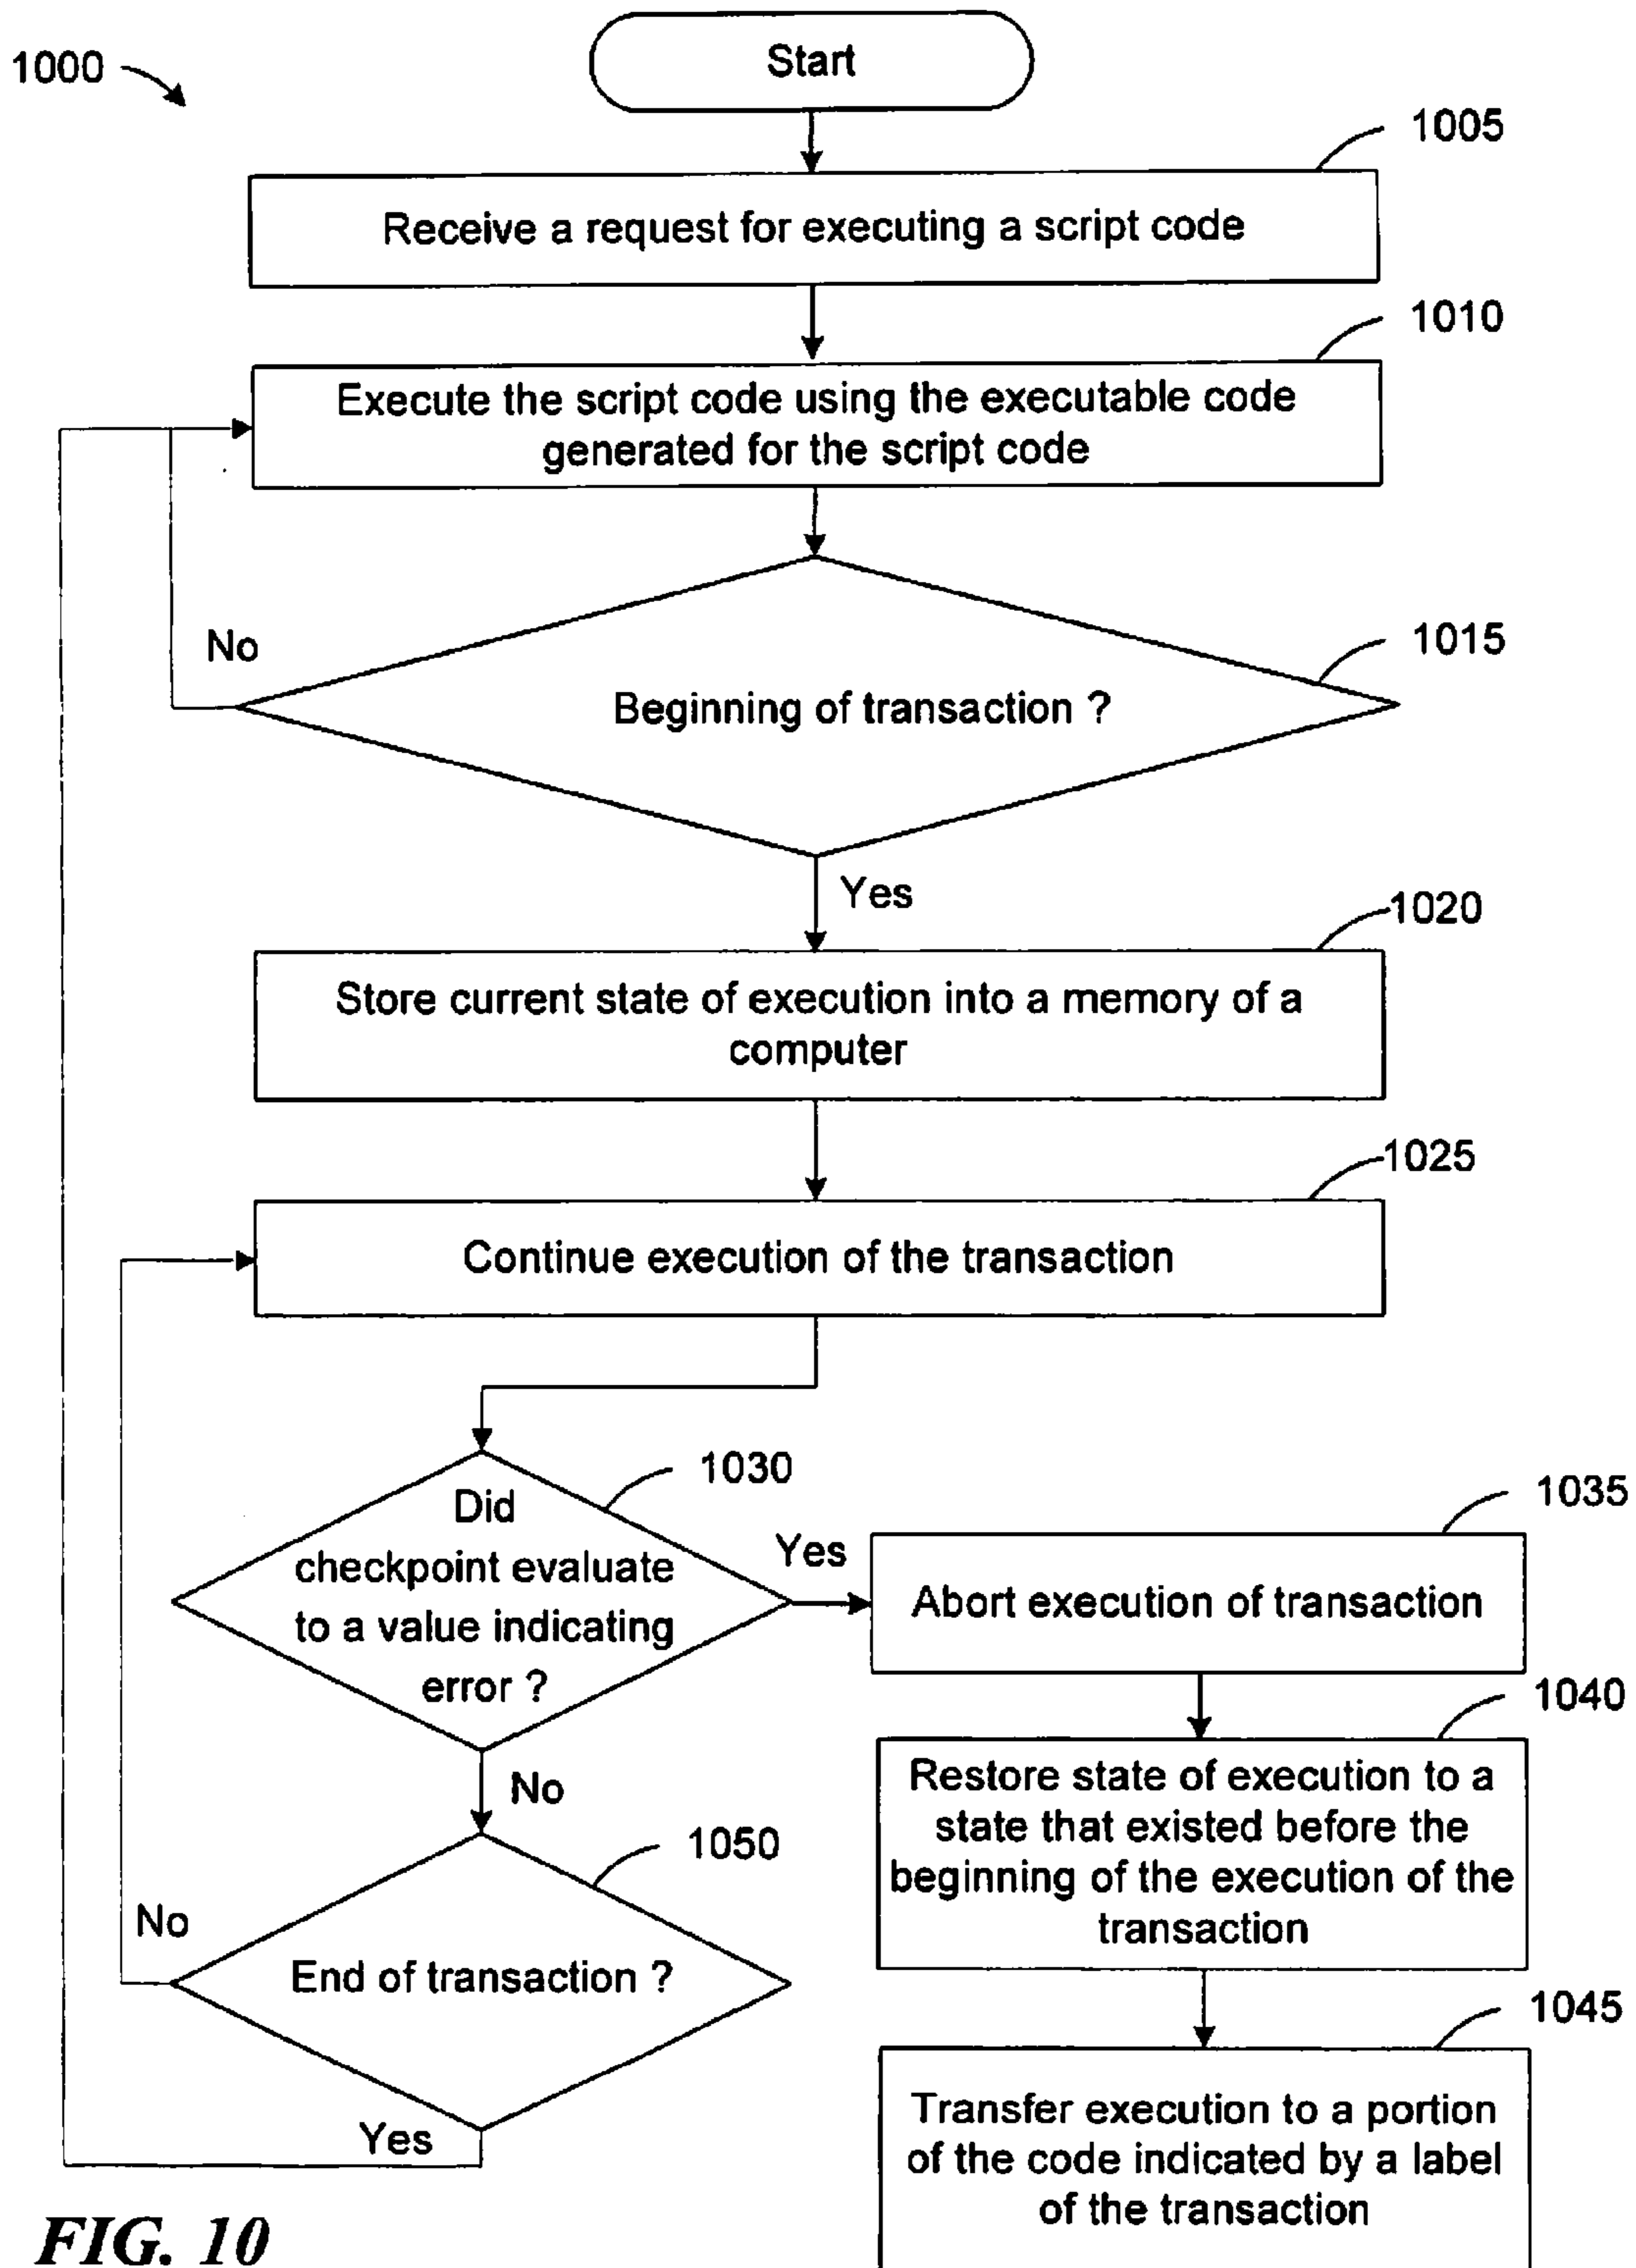 Start
1000
1005
Receive a request for executing a script code
1010
Execute the script code using the executable code
generated for the script code
No
1015
Beginning of transaction ?
Yes
1020
Store current state of execution into a memory of a
computer
1025
Continue execution of the transaction
1030
Did
checkpoint evaluate
to a value indicating
error ?
Yes
1035
Abort execution of transaction
1040
Restore state of execution to a
state that existed before the
beginning of the execution of the
transaction
No
1050
No
End of transaction ?
Yes
1045
Transfer execution to a portion
of the code indicated by a label
of the transaction
FIG. 10